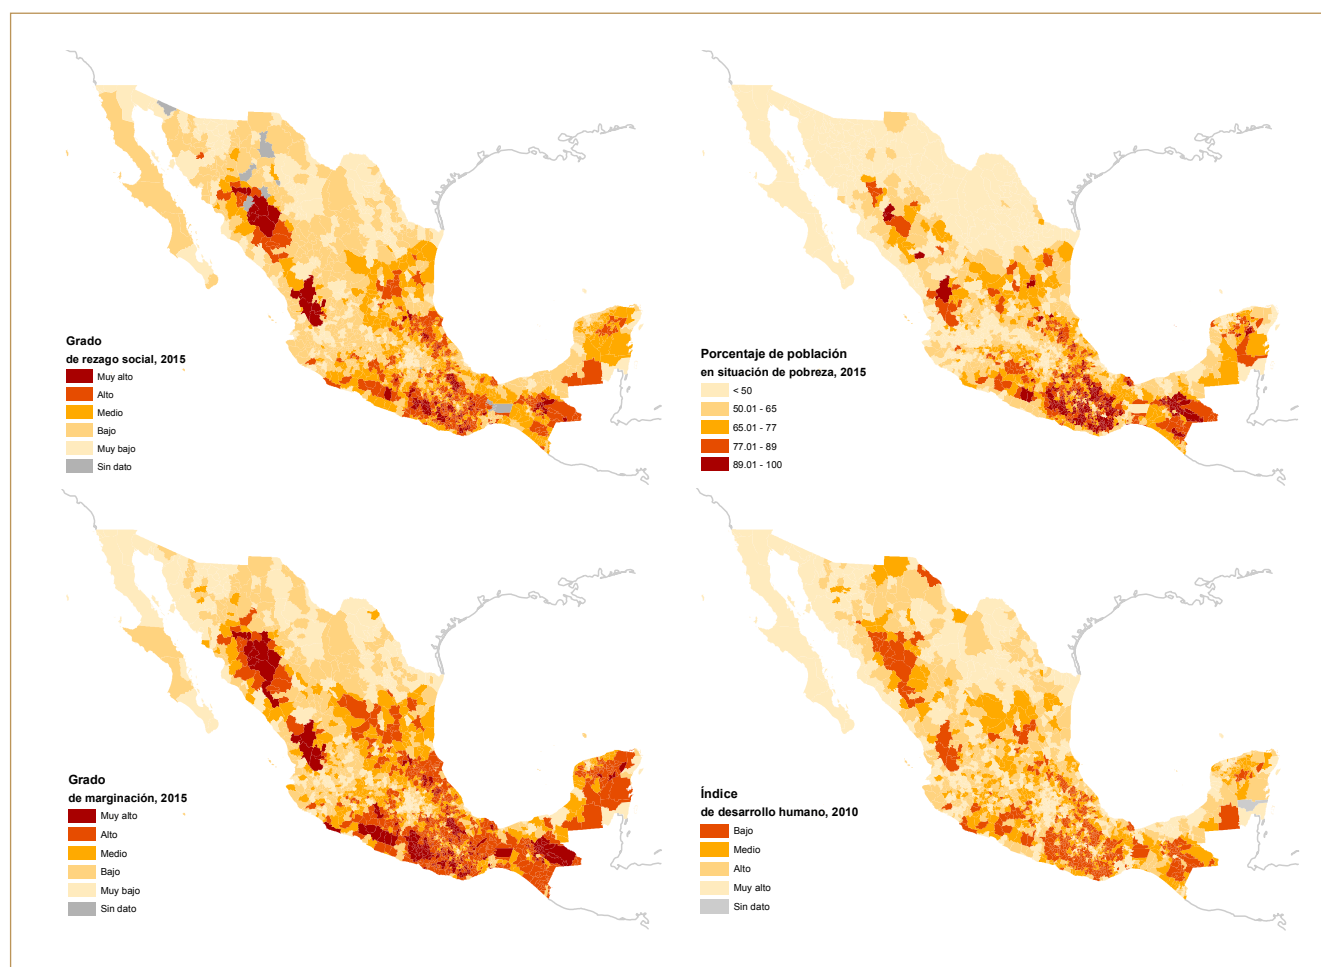 Grado
de rezago social, 2015
Muy alto
Alto
Medio
Bajo
Muy bajo
Sin dato
Porcentaje de población
en situación de pobreza, 2015
< 50
50.01 - 65
65.01 - 77
77.01 - 89
89.01 - 100
Grado
de marginación, 2015
Muy alto
Alto
Medio
Bajo
Muy bajo
Sin dato
Índice
de desarrollo humano, 2010
Bajo
Medio
Alto
Muy alto
Sin dato